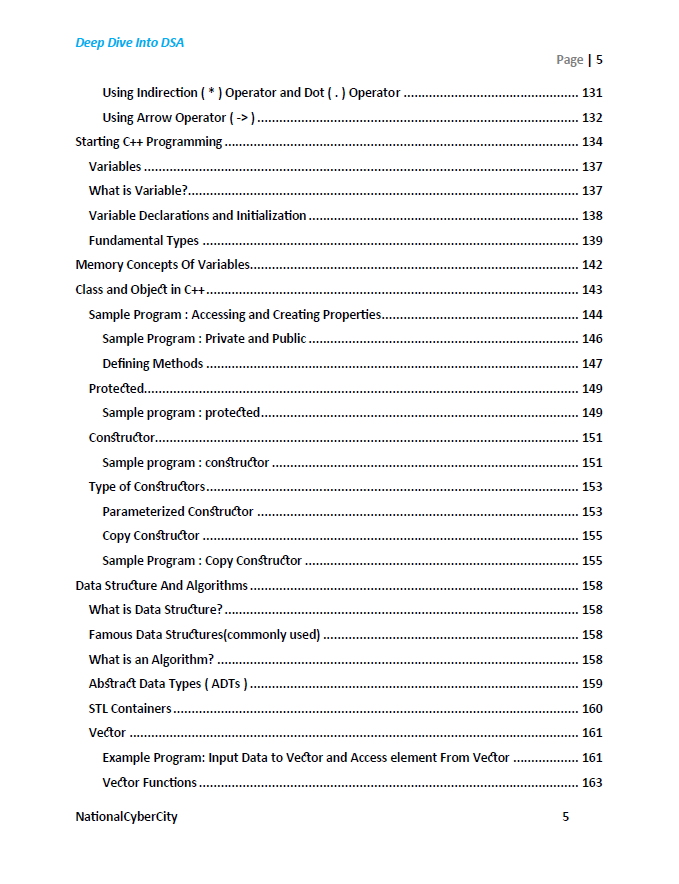 Deep Dive Into DSA
Page | 5
Using Indirection ( * ) Operator and Dot ( . ) Operator ................................................ 131
Using Arrow Operator ( -> ) ........................................................................................ 132
Starting C++ Programming ................................................................................................. 134
Variables ........................................................................................................................ 137
What is Variable?............................................................................................................ 137
Variable Declarations and Initialization .......................................................................... 138
Fundamental Types ....................................................................................................... 139
Memory Concepts Of Variables.......................................................................................... 142
Class and Object in C++...................................................................................................... 143
Sample Program : Accessing and Creating Properties...................................................... 144
Sample Program : Private and Public .......................................................................... 146
Defining Methods ...................................................................................................... 147
Protected....................................................................................................................... 149
Sample program : protected....................................................................................... 149
Constructor.................................................................................................................... 151
Sample program : constructor .................................................................................... 151
Type of Constructors...................................................................................................... 153
Parameterized Constructor ........................................................................................ 153
Copy Constructor ....................................................................................................... 155
Sample Program : Copy Constructor ........................................................................... 155
Data Structure And Algorithms .......................................................................................... 158
What is Data Structure? ................................................................................................. 158
Famous Data Structures(commonly used) ...................................................................... 158
What is an Algorithm? ................................................................................................... 158
Abstract Data Types ( ADTs ) .......................................................................................... 159
STL Containers ............................................................................................................... 160
Vector ........................................................................................................................... 161
Example Program: Input Data to Vector and Access element From Vector .................. 161
Vector Functions ........................................................................................................ 163
NationalCyberCity 5